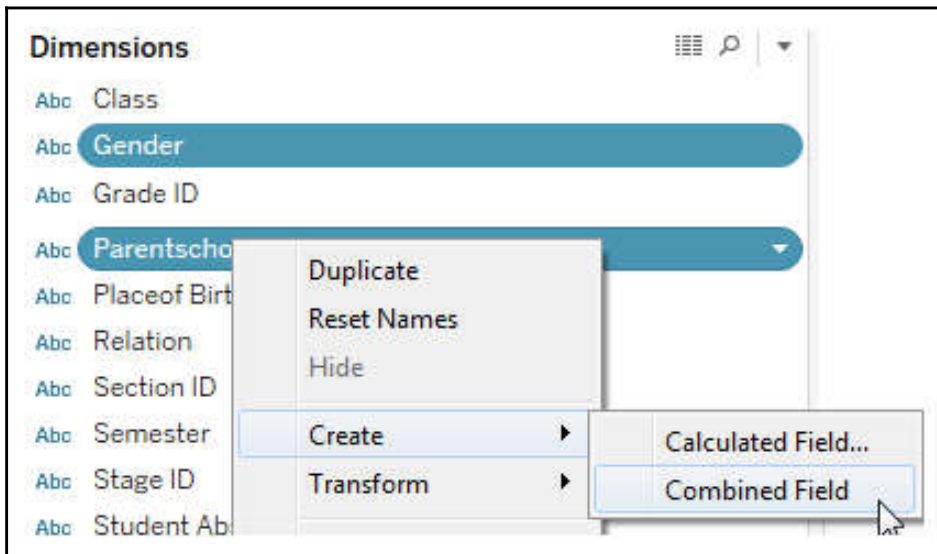 Dimensions
Abc Class
Abc Gender
Abc Grade ID
Abc Parentscho
Abc Placeof Birt
Abc Relation
Abc Section ID
Abc Semester
Abc Stage ID
Abc Student Ab
Duplicate
Reset Names
Hide
Create
Transform
Calculated Field...
Combined Field